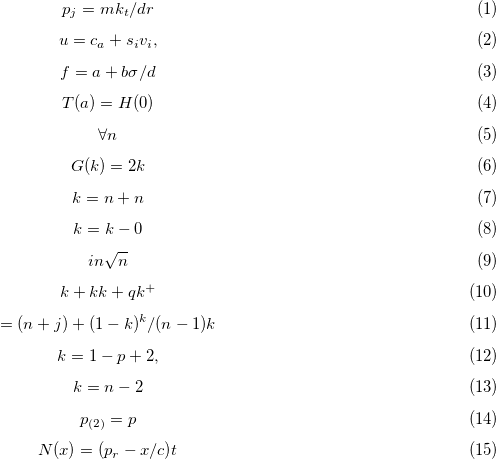 p_j = mk_t/dr (1)
u = c_a + s_i v_i, (2)
f = a + bσ/d (3)
T(a) = H(0) (4)
∀n (5)
G(k) = 2k (6)
k = n + n (7)
k = k − 0 (8)
in√n (9)
k + kk + qk^+ (10)
= (n + j) + (1 − k)^k/(n − 1)k (11)
k = 1 − p + 2, (12)
k = n − 2 (13)
p_(2) = p (14)
N(x) = (p_r − x/c)t (15)